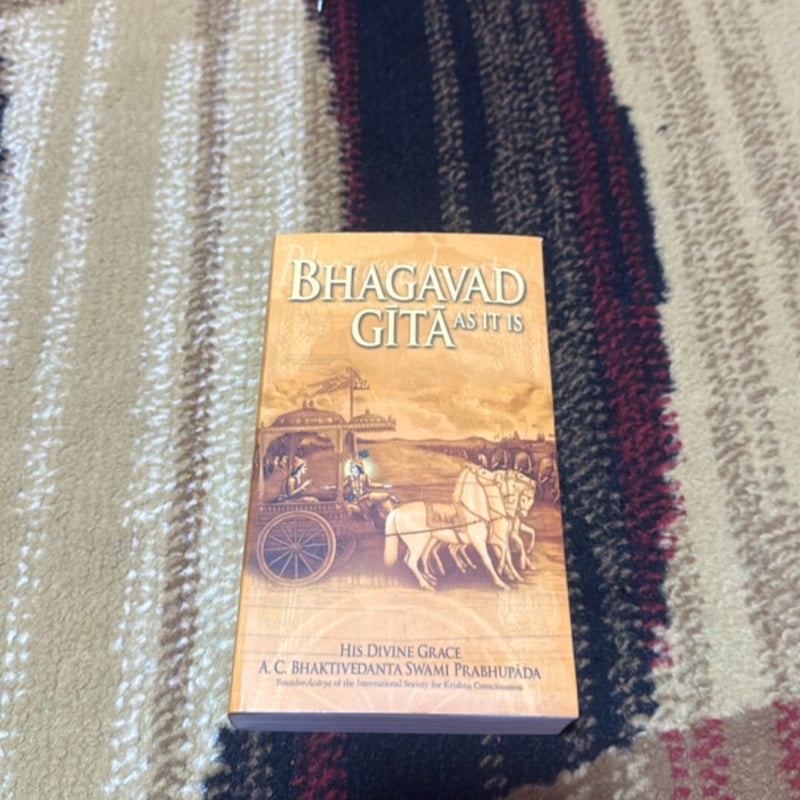 BHAGAVAD
GĪTĀ AS IT IS
HIS DIVINE GRACE
A. C. BHAKTIVEDANTA SWAMI PRABHUPĀDA
Founder-Ācārya of the International Society for Krishna Consciousness